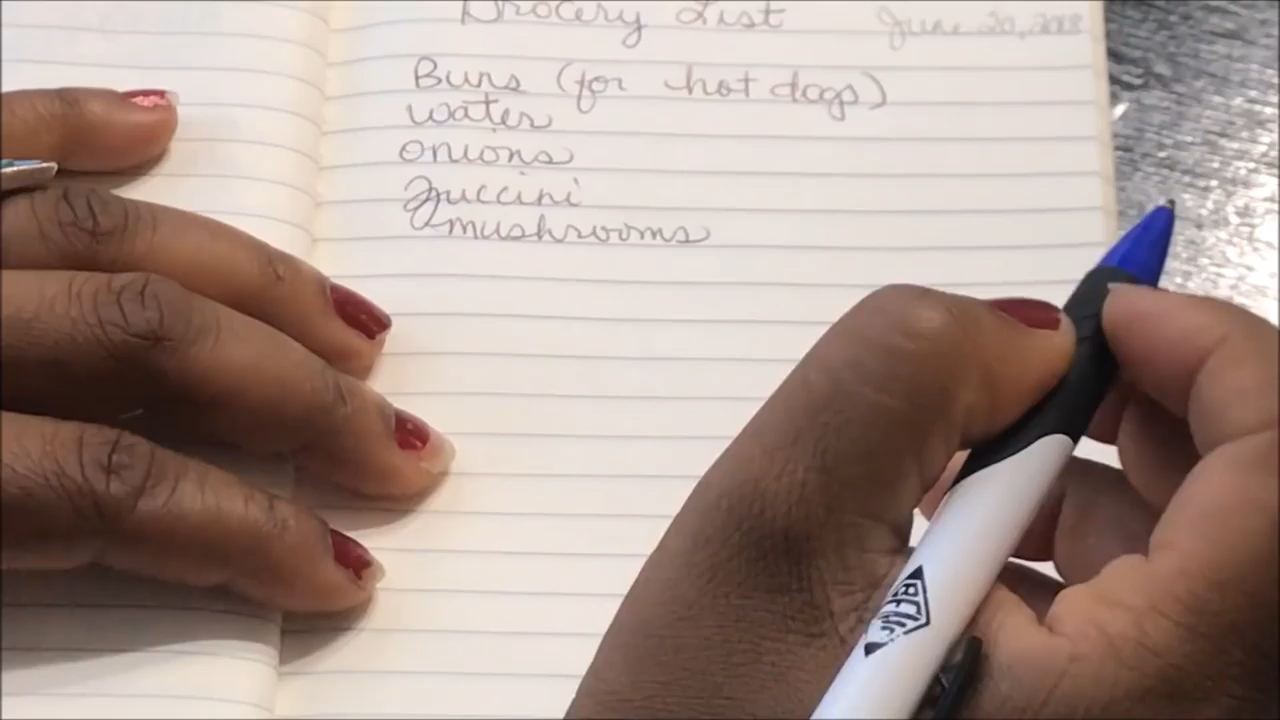 Grocery List June 20, 2018
Buns (for hot dogs)
water
onions
Zuccini
mushrooms